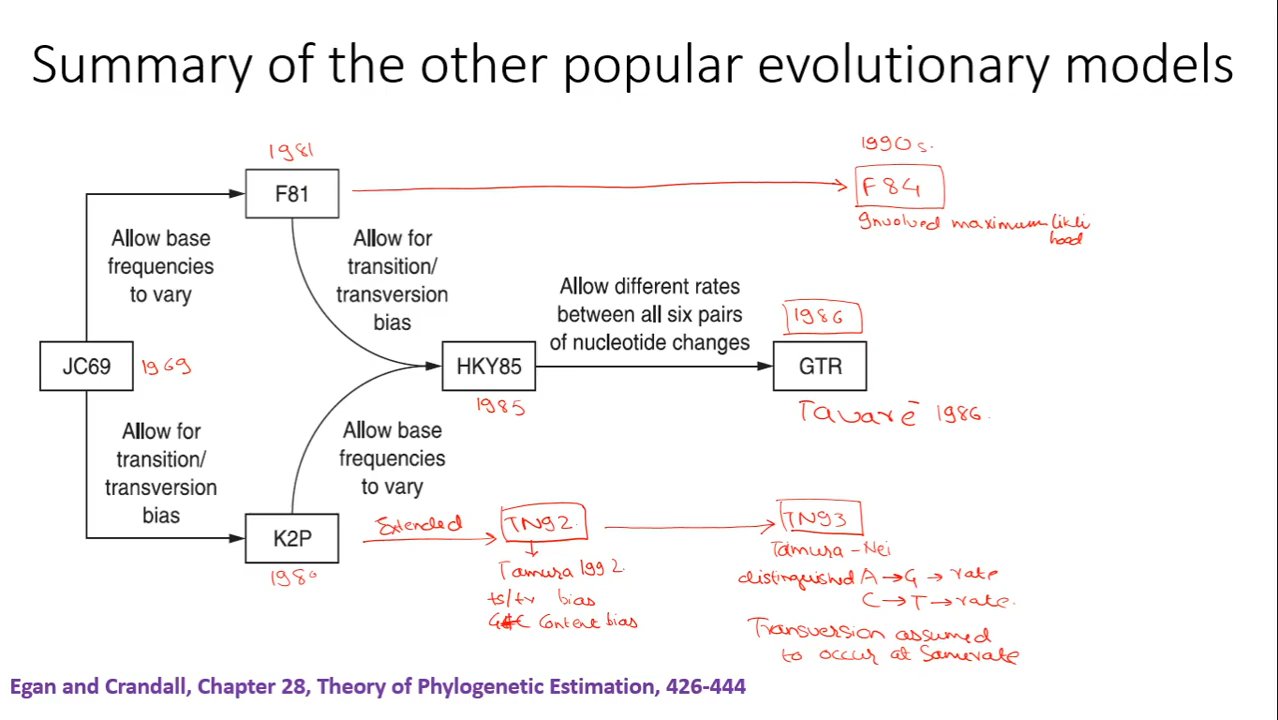 Summary of the other popular evolutionary models
1981
F81
1990s.
F84
Involved maximum likli
hood
Allow base
frequencies
to vary
Allow for
transition/
transversion
bias
Allow different rates
between all six pairs
of nucleotide changes
1986
JC69
1969
HKY85
1985
GTR
Tavarē 1986.
Allow for
transition/
transversion
bias
Allow base
frequencies
to vary
K2P
1980
Extended
TN92
Tamura 1992.
ts/tv bias
G+C Content bias
TN93
Tamura-Nei
distinguished A→G → rate
C→T→rate.
Transversion assumed
to occur at Samerate
Egan and Crandall, Chapter 28, Theory of Phylogenetic Estimation, 426-444